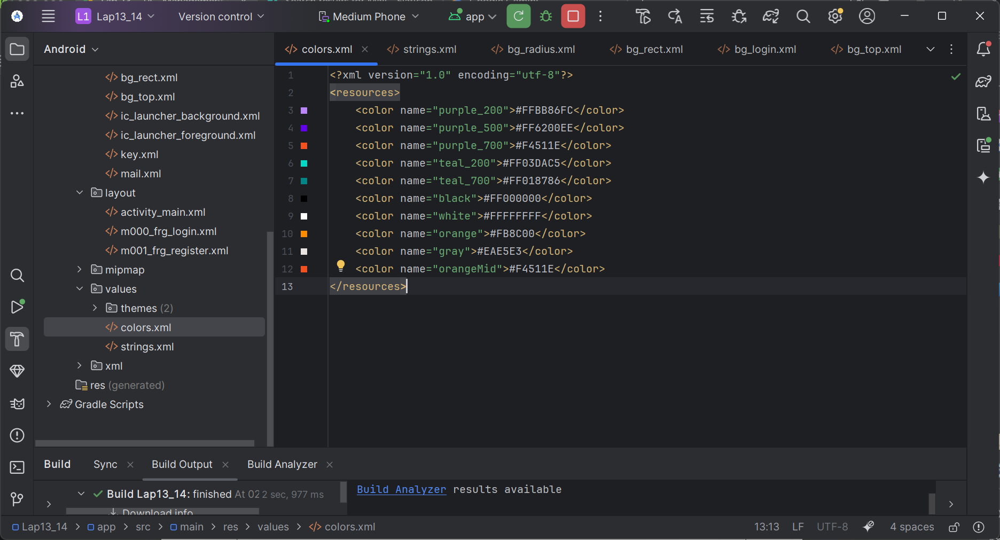 L1 Lap13_14 Version control Medium Phone app
Android
colors.xml strings.xml bg_radius.xml bg_rect.xml bg_login.xml bg_top.xml
bg_rect.xml
bg_top.xml
ic_launcher_background.xml
ic_launcher_foreground.xml
key.xml
mail.xml
layout
activity_main.xml
m000_frg_login.xml
m001_frg_register.xml
mipmap
values
themes (2)
colors.xml
strings.xml
xml
res (generated)
Gradle Scripts
1 <?xml version="1.0" encoding="utf-8"?>
2 <resources>
3 <color name="purple_200">#FFBB86FC</color>
4 <color name="purple_500">#FF6200EE</color>
5 <color name="purple_700">#F4511E</color>
6 <color name="teal_200">#FF03DAC5</color>
7 <color name="teal_700">#FF018786</color>
8 <color name="black">#FF000000</color>
9 <color name="white">#FFFFFFFF</color>
10 <color name="orange">#FB8C00</color>
11 <color name="gray">#EAE5E3</color>
12 <color name="orangeMid">#F4511E</color>
13 </resources>
Build Sync Build Output Build Analyzer
Build Lap13_14: finished At 02 2 sec, 977 ms
Download info
Build Analyzer results available
Lap13_14 > app > src > main > res > values > colors.xml
13:13 LF UTF-8 4 spaces